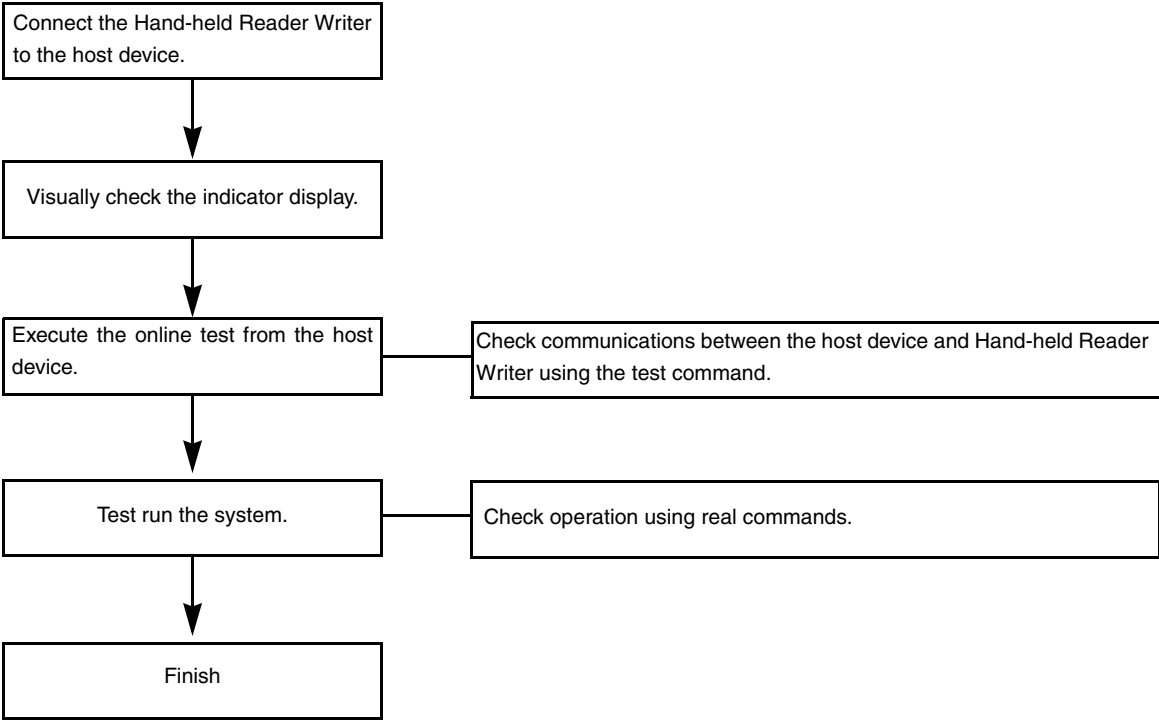 Connect the Hand-held Reader Writer
to the host device.
Visually check the indicator display.
Execute the online test from the host
device.
Check communications between the host device and Hand-held Reader
Writer using the test command.
Test run the system.
Check operation using real commands.
Finish